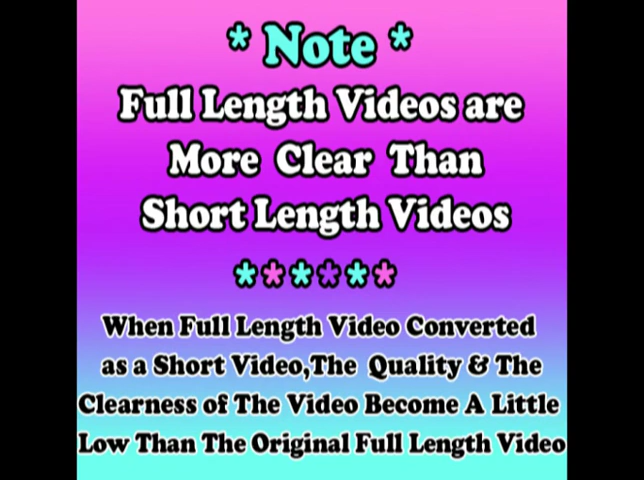 * Note *
Full Length Videos are
More Clear Than
Short Length Videos
******
When Full Length Video Converted
as a Short Video,The Quality & The
Clearness of The Video Become A Little
Low Than The Original Full Length Video